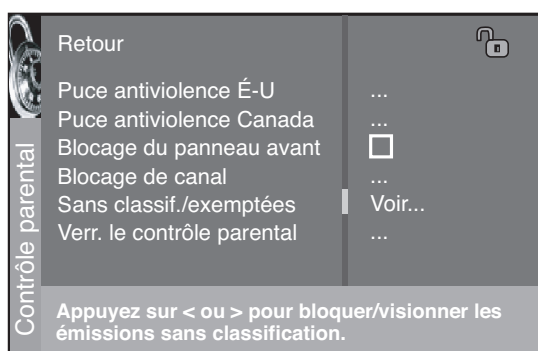 Retour
Puce antiviolence É-U ...
Puce antiviolence Canada ...
Blocage du panneau avant
Blocage de canal ...
Sans classif./exemptées Voir...
Verr. le contrôle parental ...
Contrôle parental
Appuyez sur < ou > pour bloquer/visionner les
émissions sans classification.